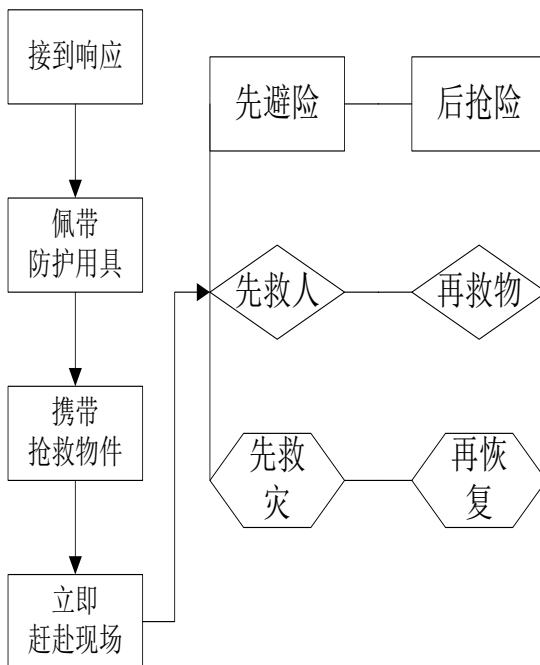 接到响应
佩带
防护用具
携带
抢救物件
立即
赶赴现场
先避险
后抢险
先救人
再救物
先救
灾
再恢
复